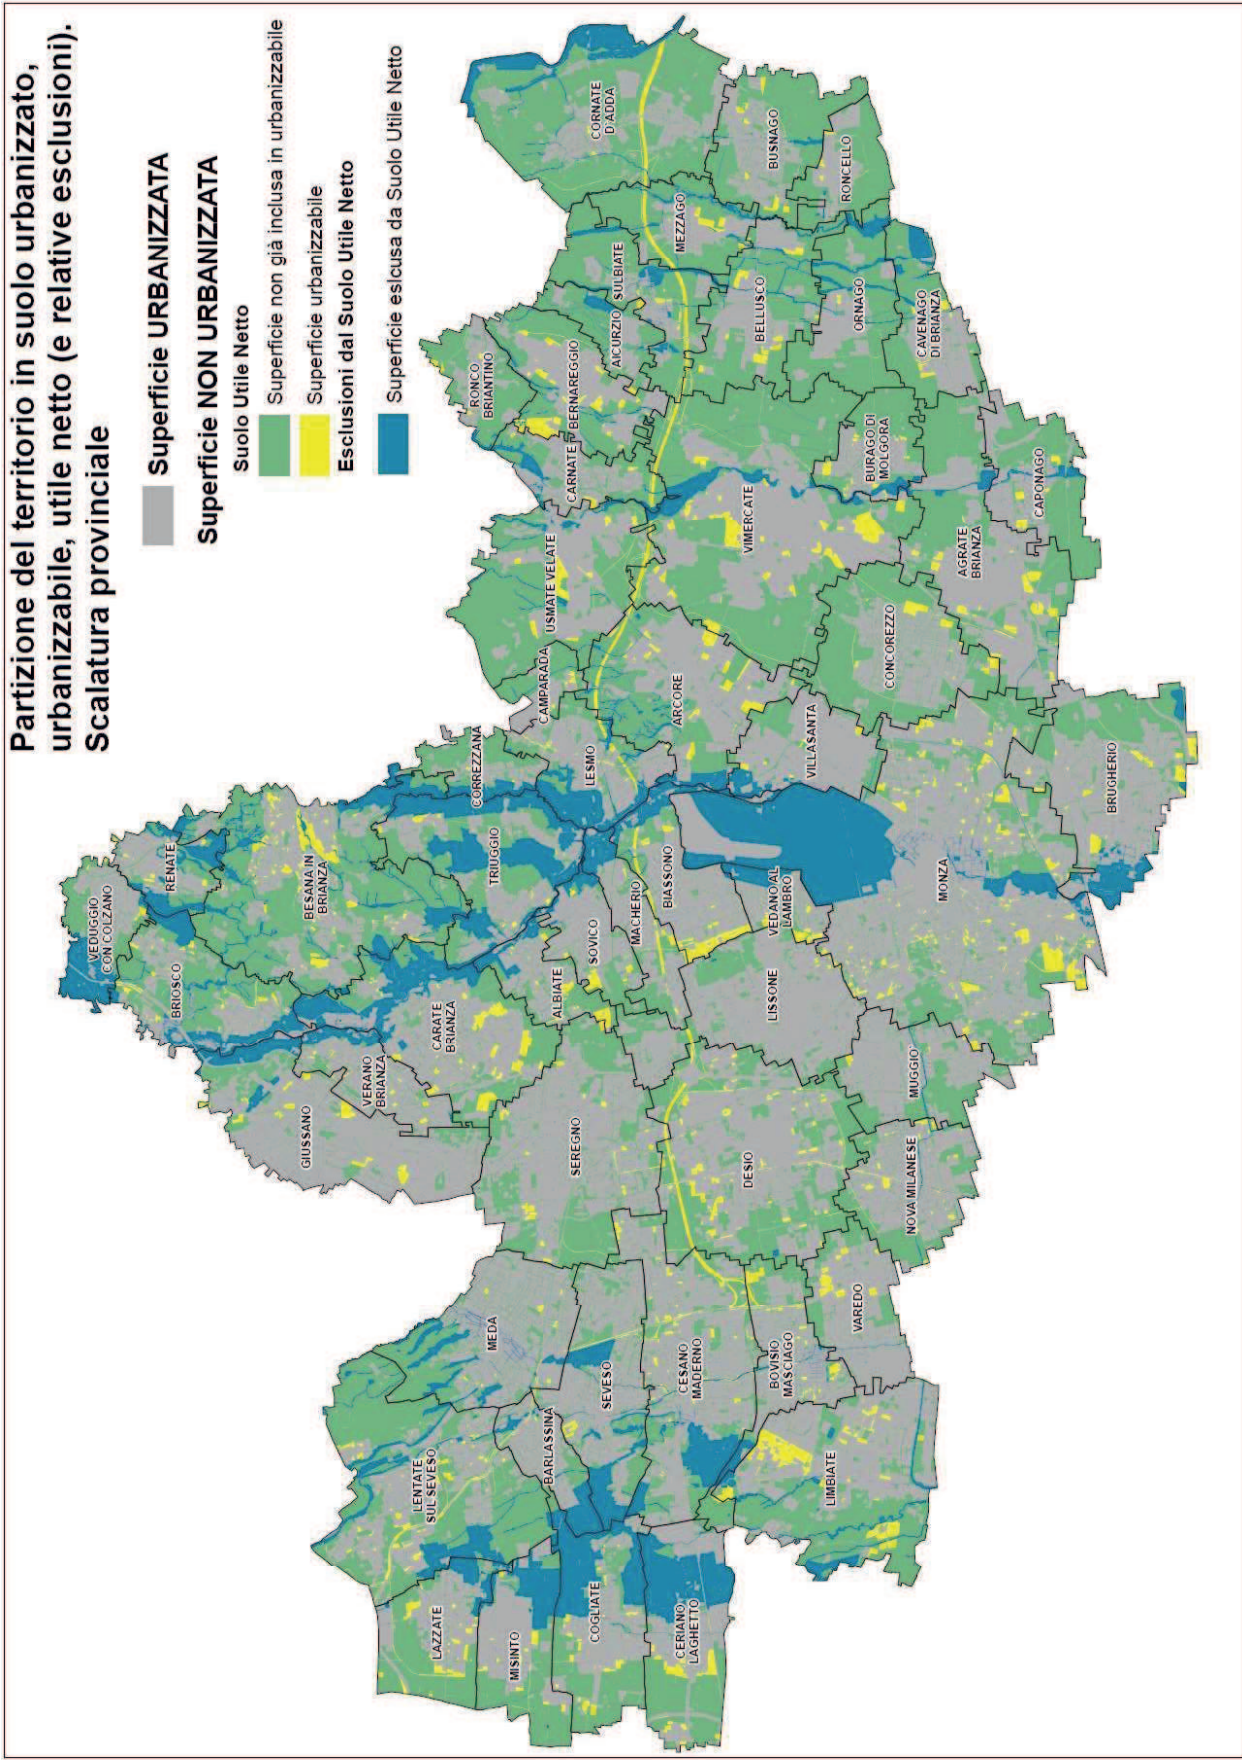 Partizione del territorio in suolo urbanizzato,
urbanizzabile, utile netto (e relative esclusioni).
Scalatura provinciale
Superficie URBANIZZATA
Superficie NON URBANIZZATA
Suolo Utile Netto
Superficie non già inclusa in urbanizzabile
Superficie urbanizzabile
Esclusioni dal Suolo Utile Netto
Superficie eslcusa da Suolo Utile Netto
VEDUGGIO
CON COLZANO
RENATE
BRIOSCO
BESANA IN
BRIANZA
GIUSSANO
VERANO
BRIANZA
CARATE
BRIANZA
TRIUGGIO
CORREZZANA
ALBIATE
SOVICO
MACHERIO
LESMO
CAMPARADA
USMATE VELATE
CARNATE
RONCO
BRIANTINO
BERNAREGGIO
AICURZIO
SULBIATE
MEZZAGO
CORNATE
D'ADDA
BUSNAGO
RONCELLO
BELLUSCO
ORNAGO
CAVENAGO
DI BRIANZA
BURAGO DI
MOLGORA
VIMERCATE
CAPONAGO
AGRATE
BRIANZA
CONCOREZZO
ARCORE
VILLASANTA
BRUGHERIO
MONZA
BIASSONO
VEDANO AL
LAMBRO
LISSONE
MUGGIO'
NOVA MILANESE
DESIO
SEREGNO
MEDA
SEVESO
CESANO
MADERNO
BOVISIO
MASCIAGO
VAREDO
LIMBIATE
BARLASSINA
LENTATE
SUL SEVESO
LAZZATE
MISINTO
COGLIATE
CERIANO
LAGHETTO